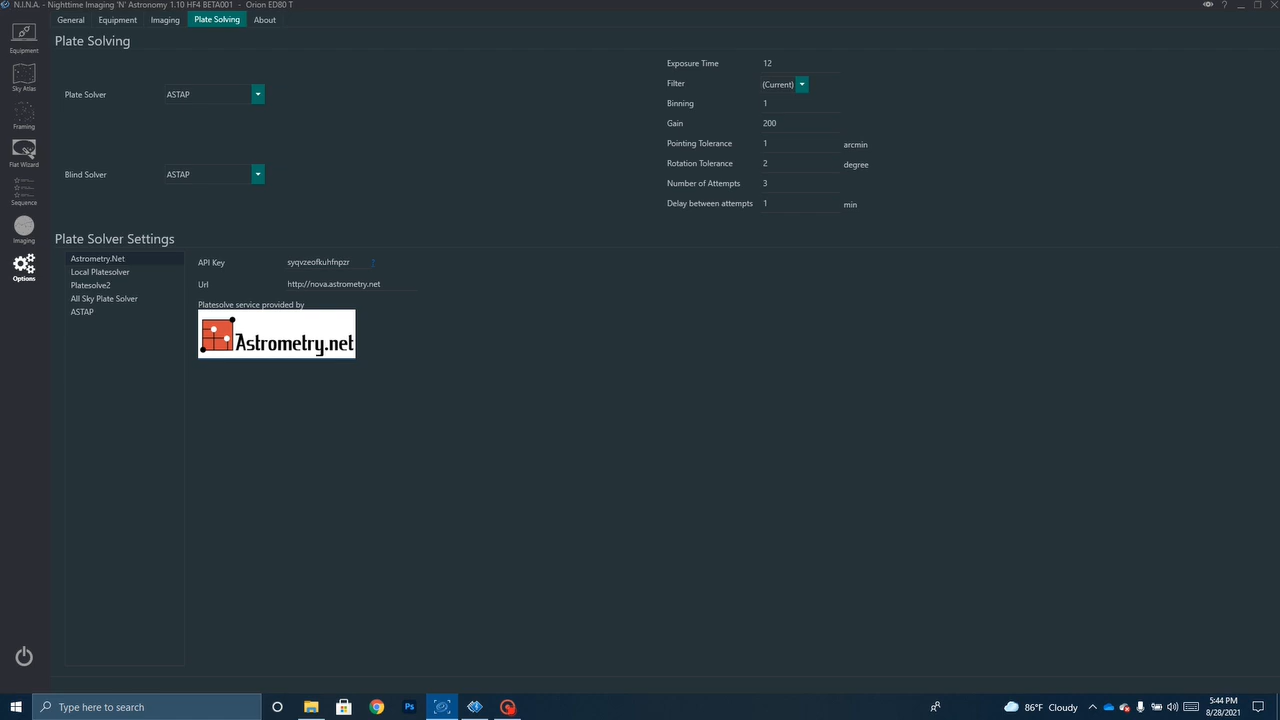 N.I.N.A. - Nighttime Imaging 'N' Astronomy 1.10 HF4 BETA001 - Orion ED80 T
General Equipment Imaging Plate Solving About
Equipment
Sky Atlas
Framing
Flat Wizard
Sequence
Imaging
Options
Plate Solving
Plate Solver ASTAP
Blind Solver ASTAP
Exposure Time 12
Filter (Current)
Binning 1
Gain 200
Pointing Tolerance 1 arcmin
Rotation Tolerance 2 degree
Number of Attempts 3
Delay between attempts 1 min
Plate Solver Settings
Astrometry.Net
Local Platesolver
Platesolve2
All Sky Plate Solver
ASTAP
API Key syqvzeofkuhfnpzr
Url http://nova.astrometry.net
Platesolve service provided by
Astrometry.net
Type here to search
Ps
86°F Cloudy
5:44 PM
8/28/2021